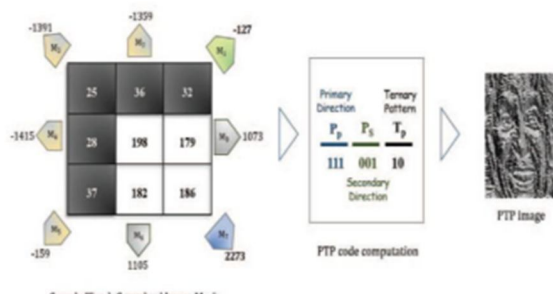 -1391
-1359
-127
M₃
M₂
M₁
25 36 32
-1415 M₄ 28 198 179 M₀ 1073
37 182 186
M₅
M₆
M₇
-159
1105
2273
Primary Direction
Ternary Pattern
Pₚ Pₛ Tₚ
111 001 10
Secondary Direction
PTP code computation
PTP image